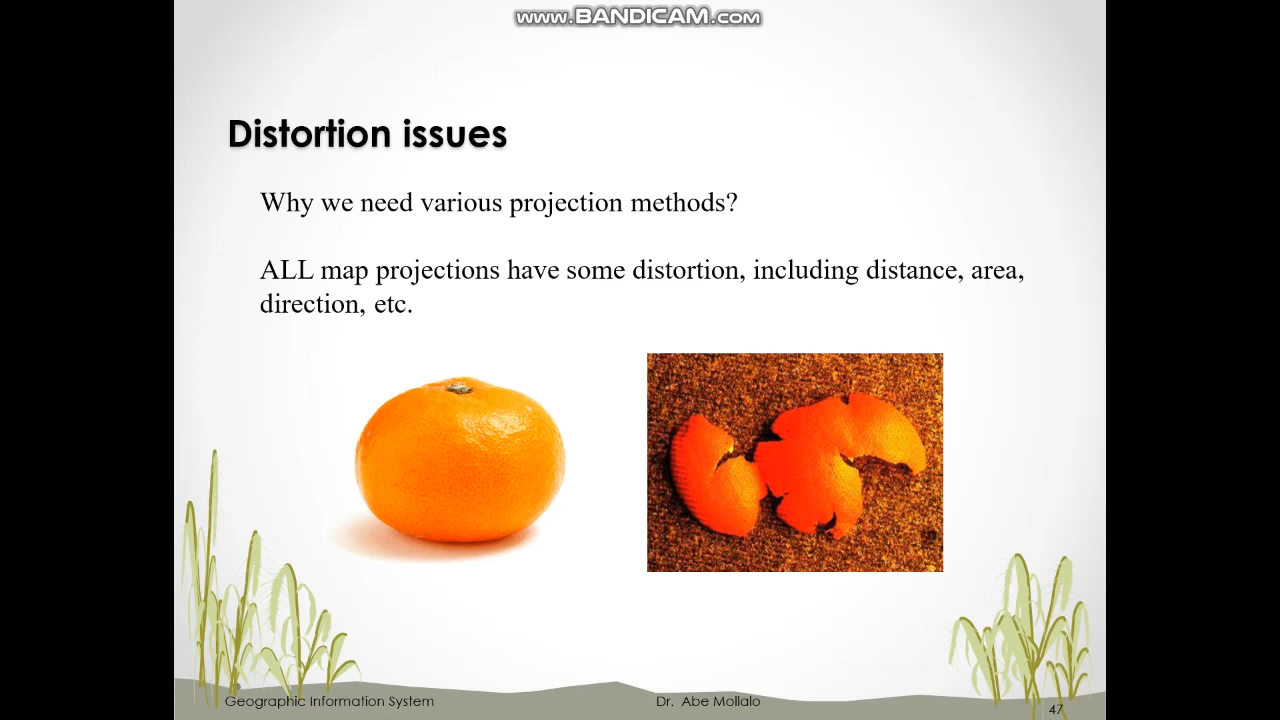 www.BANDICAM.com
Distortion issues
Why we need various projection methods?
ALL map projections have some distortion, including distance, area,
direction, etc.
Geographic Information System
Dr. Abe Mollalo
47